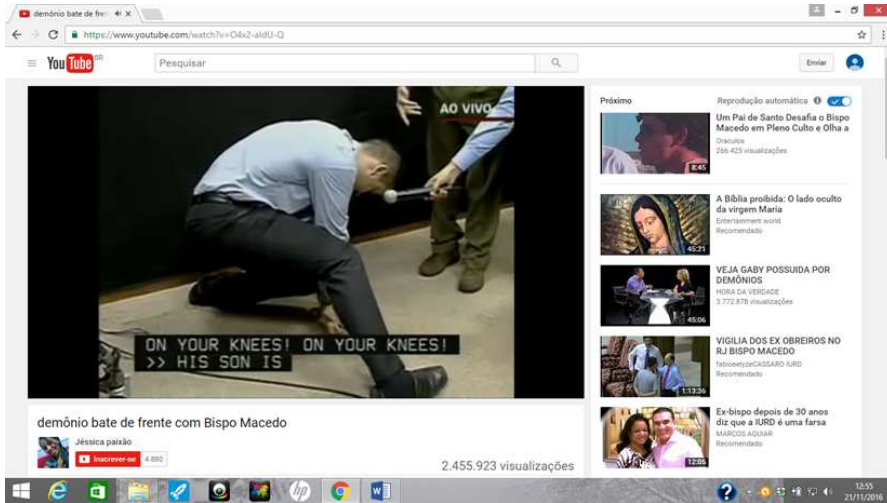 demônio bate de fre
https://www.youtube.com/watch?v=O4x2-aIdU-Q
YouTube BR
Pesquisar
Enviar
AO VIVO
ON YOUR KNEES! ON YOUR KNEES!
>> HIS SON IS
demônio bate de frente com Bispo Macedo
Jéssica paixão
Inscrever-se 4.880
2.455.923 visualizações
Próximo
Reprodução automática
Um Pai de Santo Desafia o Bispo
Macedo em Pleno Culto e Olha a
Oraculos
266.425 visualizações
8:45
A Bíblia proibida: O lado oculto
da virgem Maria
Entertainment world
Recomendado
45:21
VEJA GABY POSSUIDA POR
DEMÔNIOS
HORA DA VERDADE
3.772.878 visualizações
45:06
VIGILIA DOS EX OBREIROS NO
RJ BISPO MACEDO
fabioeelyzeCASSARO IURD
Recomendado
1:13:36
Ex-bispo depois de 30 anos
diz que a IURD é uma farsa
MARCOS AGUIAR
Recomendado
12:05
hp
12:55
21/11/2016